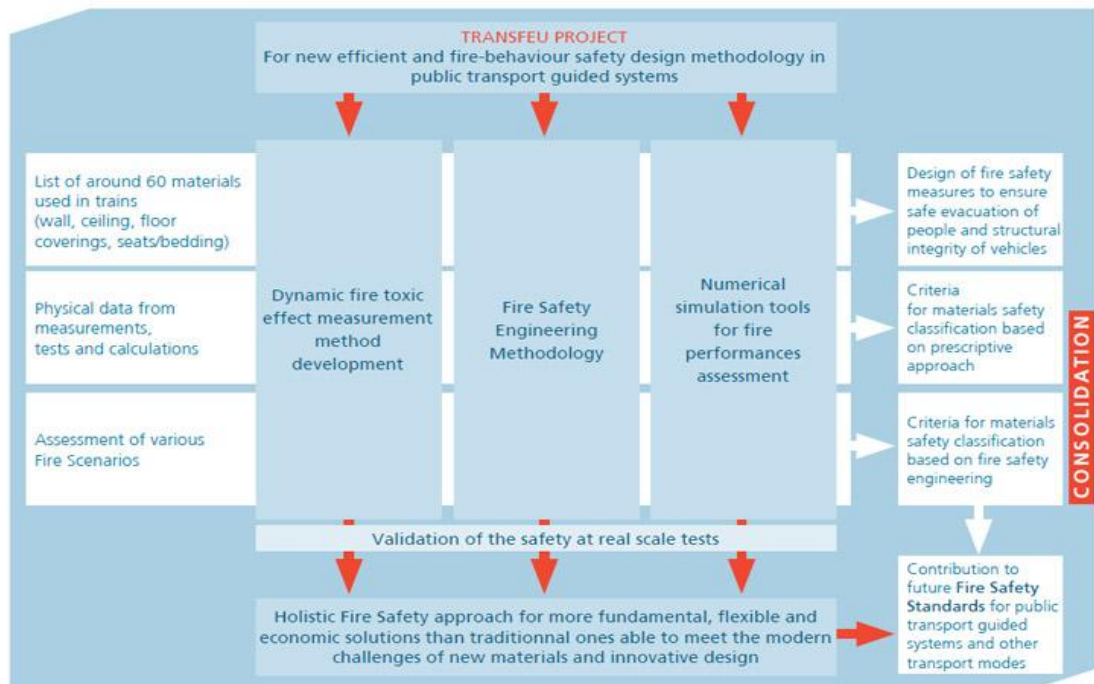 TRANSFEU PROJECT
For new efficient and fire-behaviour safety design methodology in
public transport guided systems
List of around 60 materials
used in trains
(wall, ceiling, floor
coverings, seats/bedding)
Physical data from
measurements,
tests and calculations
Assessment of various
Fire Scenarios
Dynamic fire toxic
effect measurement
method
development
Fire Safety
Engineering
Methodology
Numerical
simulation tools
for fire
performances
assessment
Design of fire safety
measures to ensure
safe evacuation of
people and structural
integrity of vehicles
Criteria
for materials safety
classification based
on prescriptive
approach
Criteria for materials
safety classification
based on fire safety
engineering
CONSOLIDATION
Validation of the safety at real scale tests
Holistic Fire Safety approach for more fundamental, flexible and
economic solutions than traditionnal ones able to meet the modern
challenges of new materials and innovative design
Contribution to
future Fire Safety
Standards for public
transport guided
systems and other
transport modes